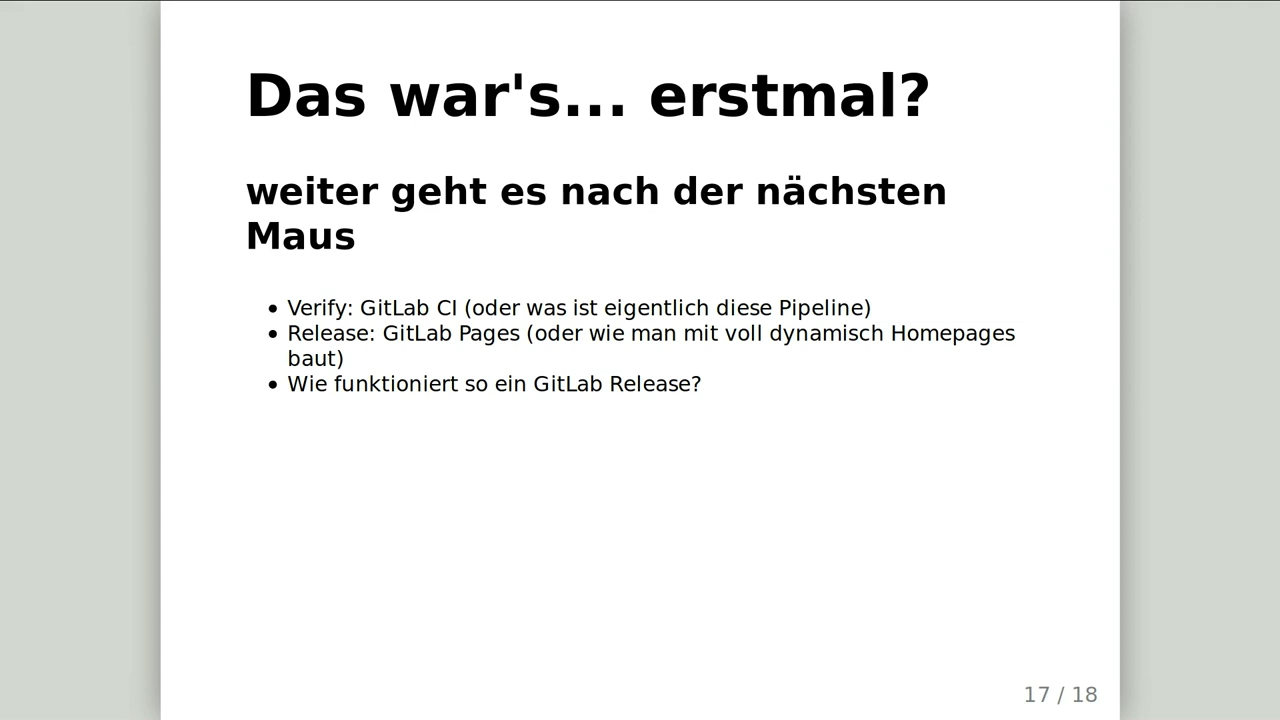 Das war's... erstmal?
weiter geht es nach der nächsten
Maus
• Verify: GitLab CI (oder was ist eigentlich diese Pipeline)
• Release: GitLab Pages (oder wie man mit voll dynamisch Homepages
baut)
• Wie funktioniert so ein GitLab Release?
17 / 18